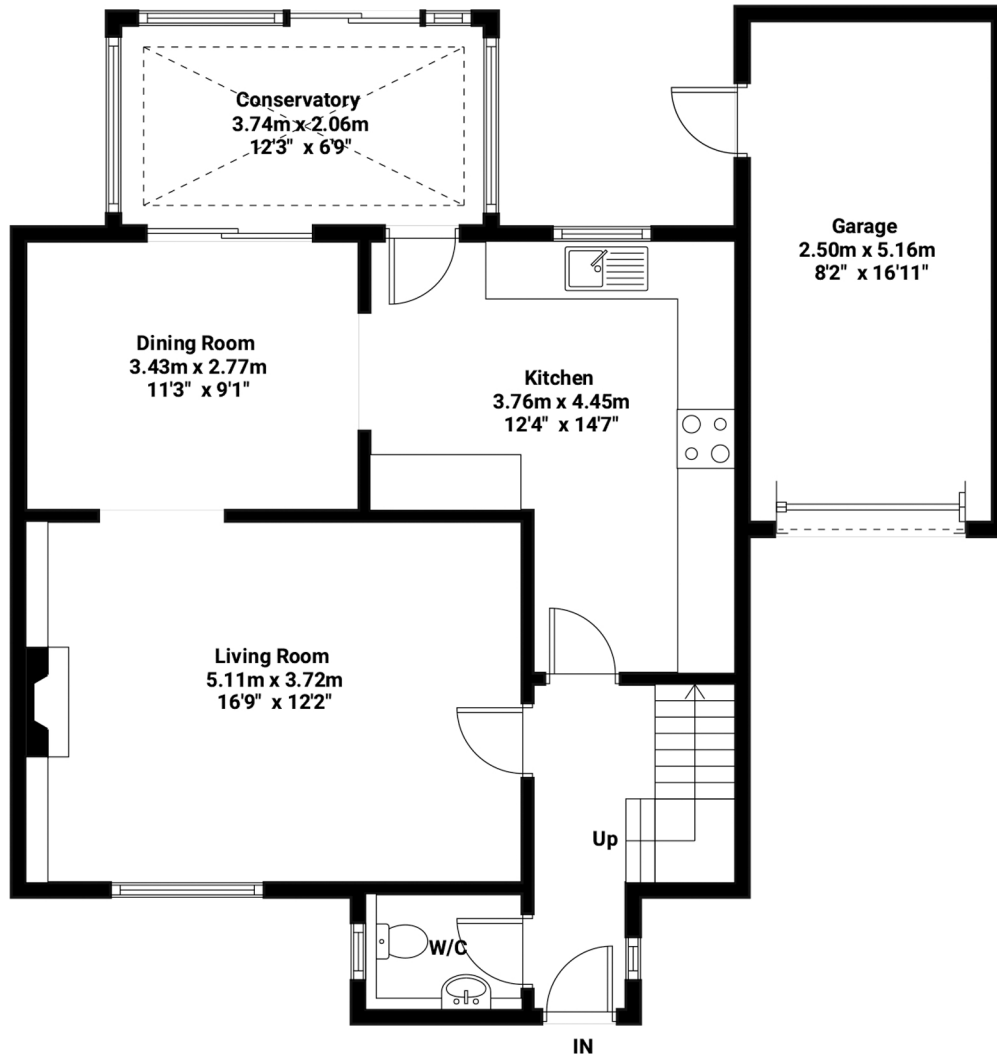 Conservatory
3.74m x 2.06m
12'3" x 6'9"
Garage
2.50m x 5.16m
8'2" x 16'11"
Dining Room
3.43m x 2.77m
11'3" x 9'1"
Kitchen
3.76m x 4.45m
12'4" x 14'7"
Living Room
5.11m x 3.72m
16'9" x 12'2"
Up
W/C
IN